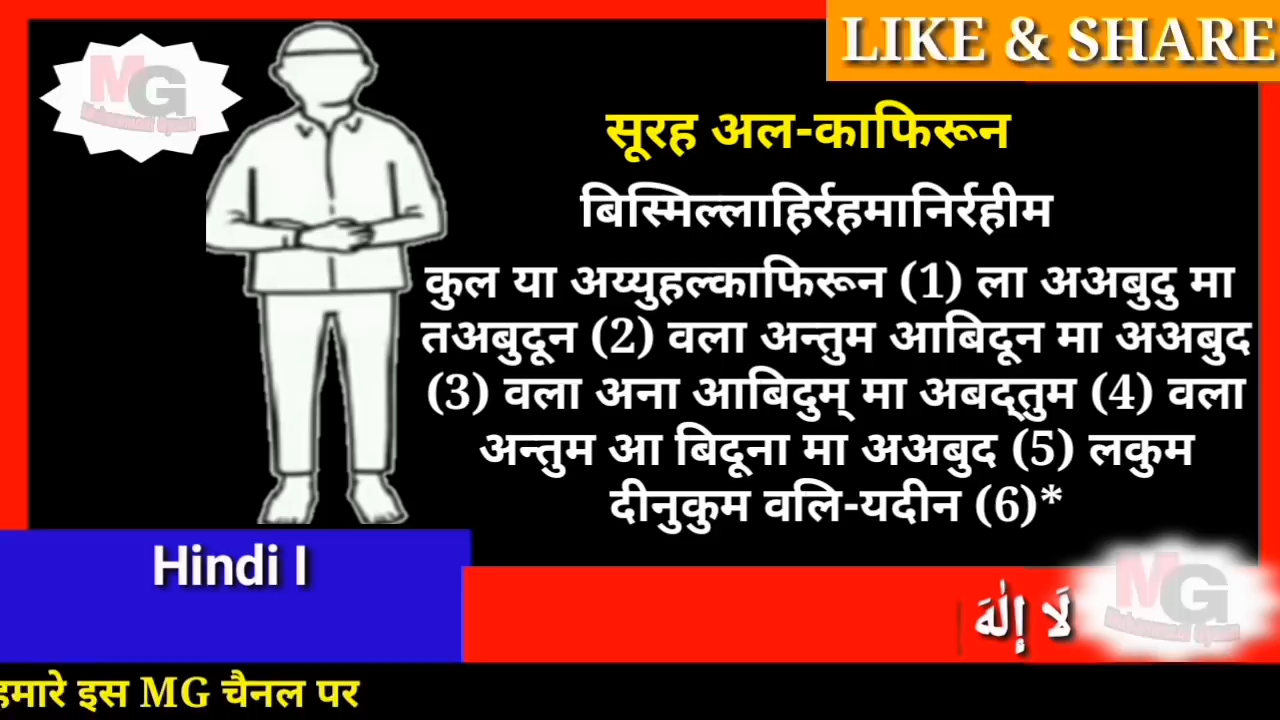 LIKE & SHARE
MG
सूरह अल-काफिरून
बिस्मिल्लाहिर्रहमानिर्रहीम
कुल या अय्युहल्काफिरून (1) ला अअबुदु मा
तअबुदून (2) वला अन्तुम आबिदून मा अअबुद
(3) वला अना आबिदुम् मा अबद्तुम (4) वला
अन्तुम आ बिदूना मा अअबुद (5) लकुम
दीनुकुम वलि-यदीन (6)*
Hindi I
لَا إِلٰهَ
MG
हमारे इस MG चैनल पर